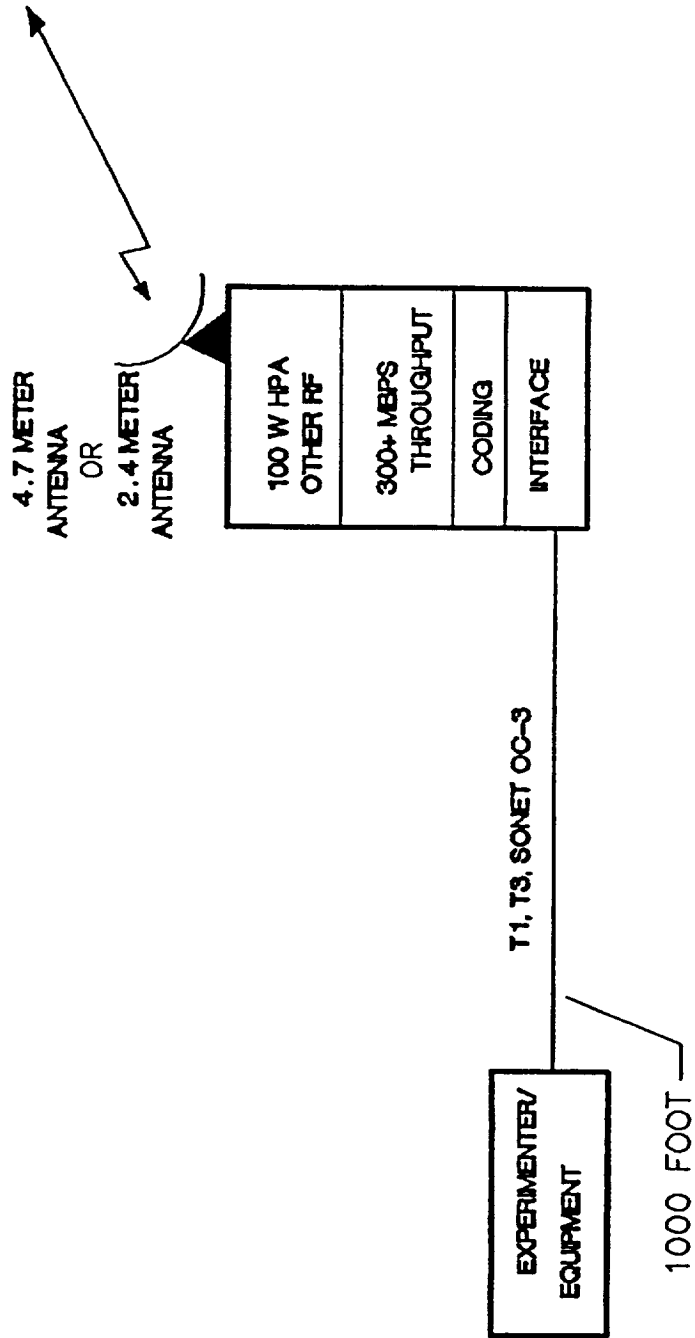 4.7 METER
ANTENNA
OR
2.4 METER
ANTENNA
100 W HPA
OTHER RF
300+ MBPS
THROUGHPUT
CODING
INTERFACE
T1, T3, SONET OC-3
EXPERIMENTER/
EQUIPMENT
1000 FOOT